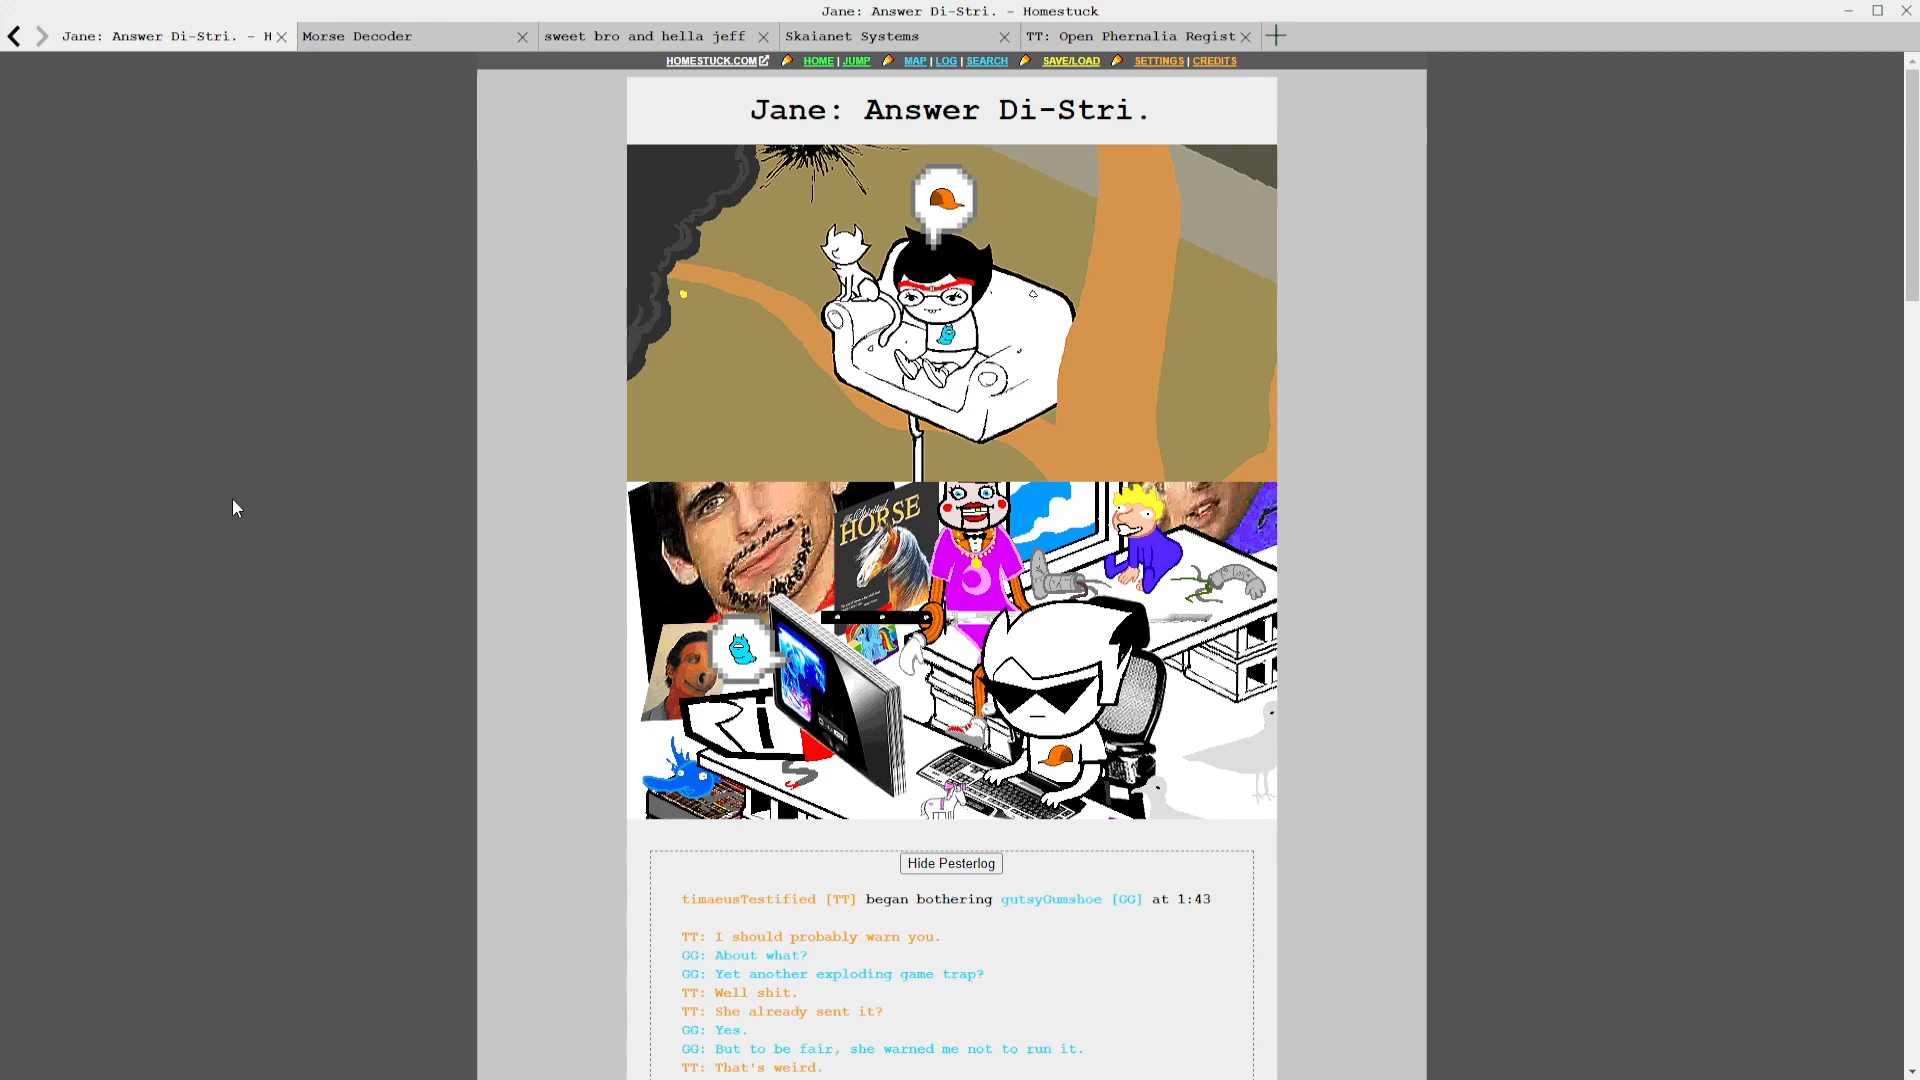 Jane: Answer Di-Stri. - Homestuck
Jane: Answer Di-Stri. - H
Morse Decoder
sweet bro and hella jeff
Skaianet Systems
TT: Open Phernalia Regist
HOMESTUCK.COM
HOME | JUMP
MAP | LOG | SEARCH
SAVE/LOAD
SETTINGS | CREDITS
Jane: Answer Di-Stri.
HORSE
Hide Pesterlog
timaeusTestified [TT] began bothering gutsyGumshoe [GG] at 1:43
TT: I should probably warn you.
GG: About what?
GG: Yet another exploding game trap?
TT: Well shit.
TT: She already sent it?
GG: Yes.
GG: But to be fair, she warned me not to run it.
TT: That's weird.